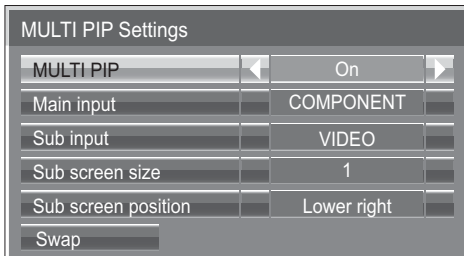 MULTI PIP Settings
MULTI PIP On
Main input COMPONENT
Sub input VIDEO
Sub screen size 1
Sub screen position Lower right
Swap